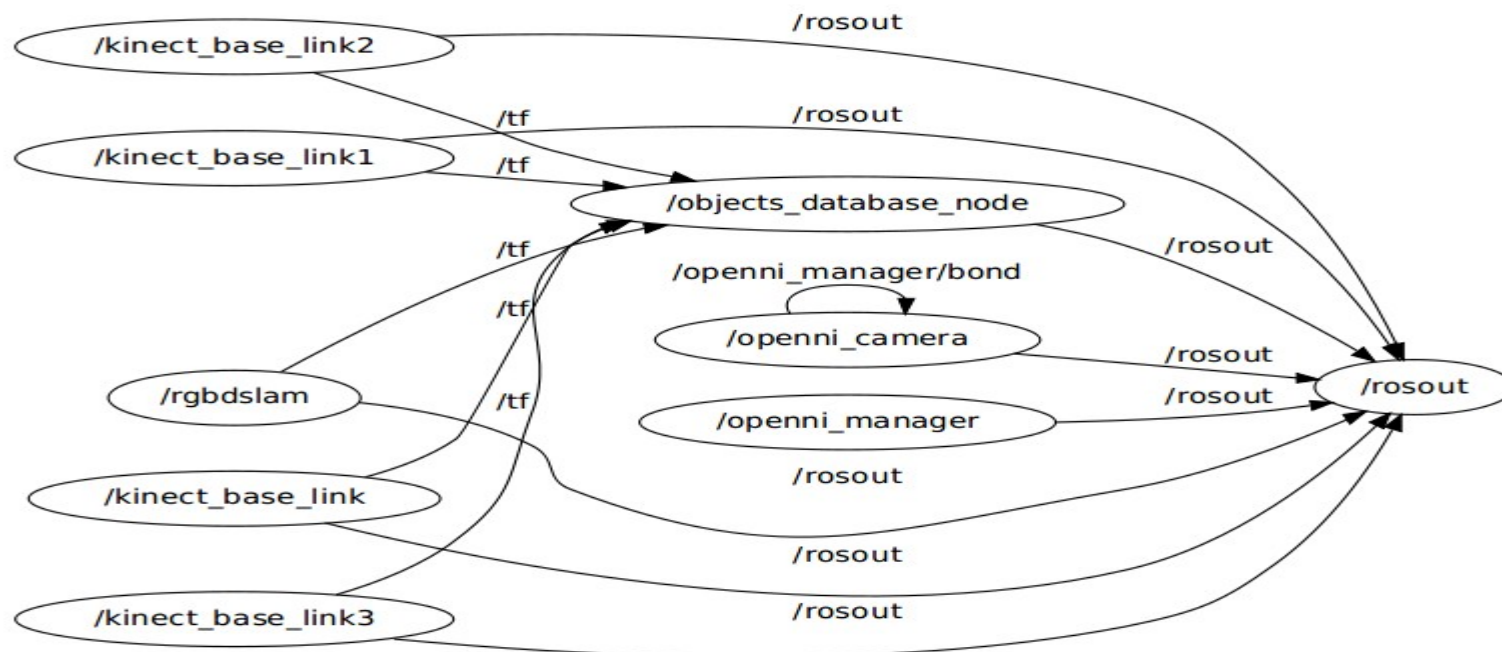 /rosout
/kinect_base_link2
/tf
/rosout
/kinect_base_link1
/tf
/objects_database_node
/rosout
/tf
/openni_manager/bond
/tf
/openni_camera
/rosout
/rosout
/rosout
/rgbdslam
/tf
/openni_manager
/rosout
/kinect_base_link
/rosout
/kinect_base_link3
/rosout